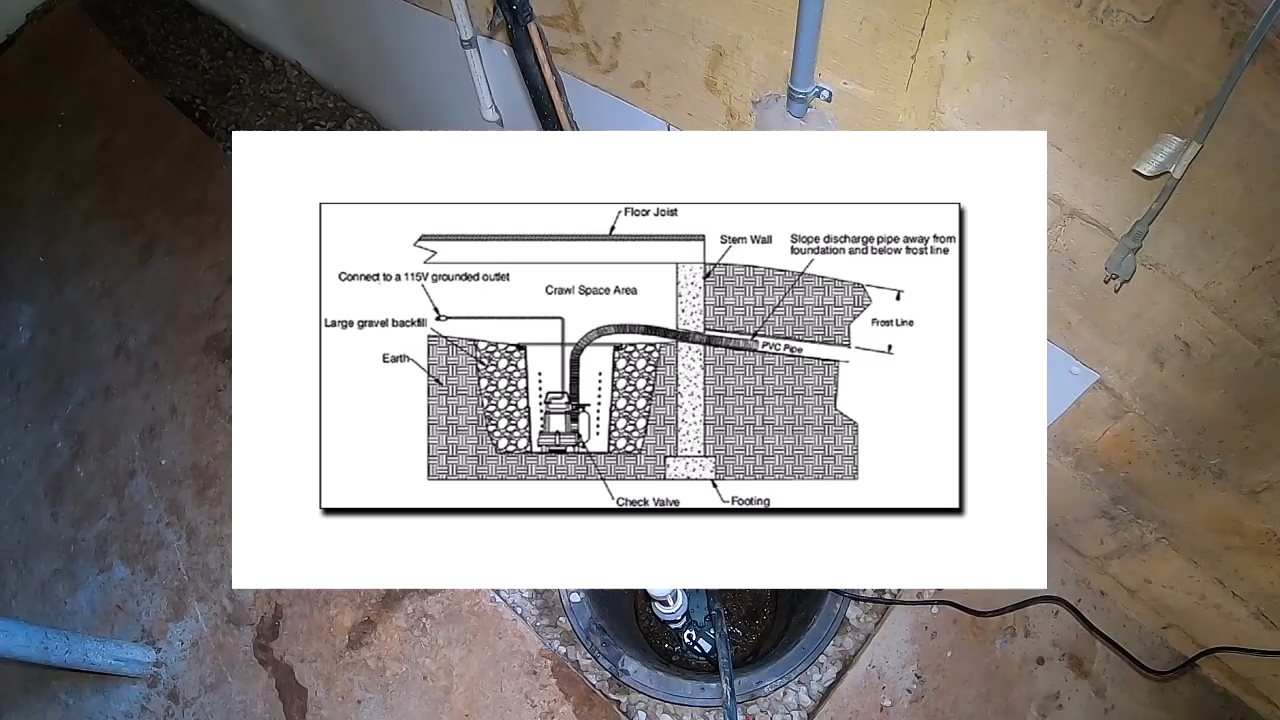 Floor Joist
Stem Wall
Slope discharge pipe away from
foundation and below frost line
Connect to a 115V grounded outlet
Crawl Space Area
Large gravel backfill
Frost Line
PVC Pipe
Earth
Check Valve
Footing